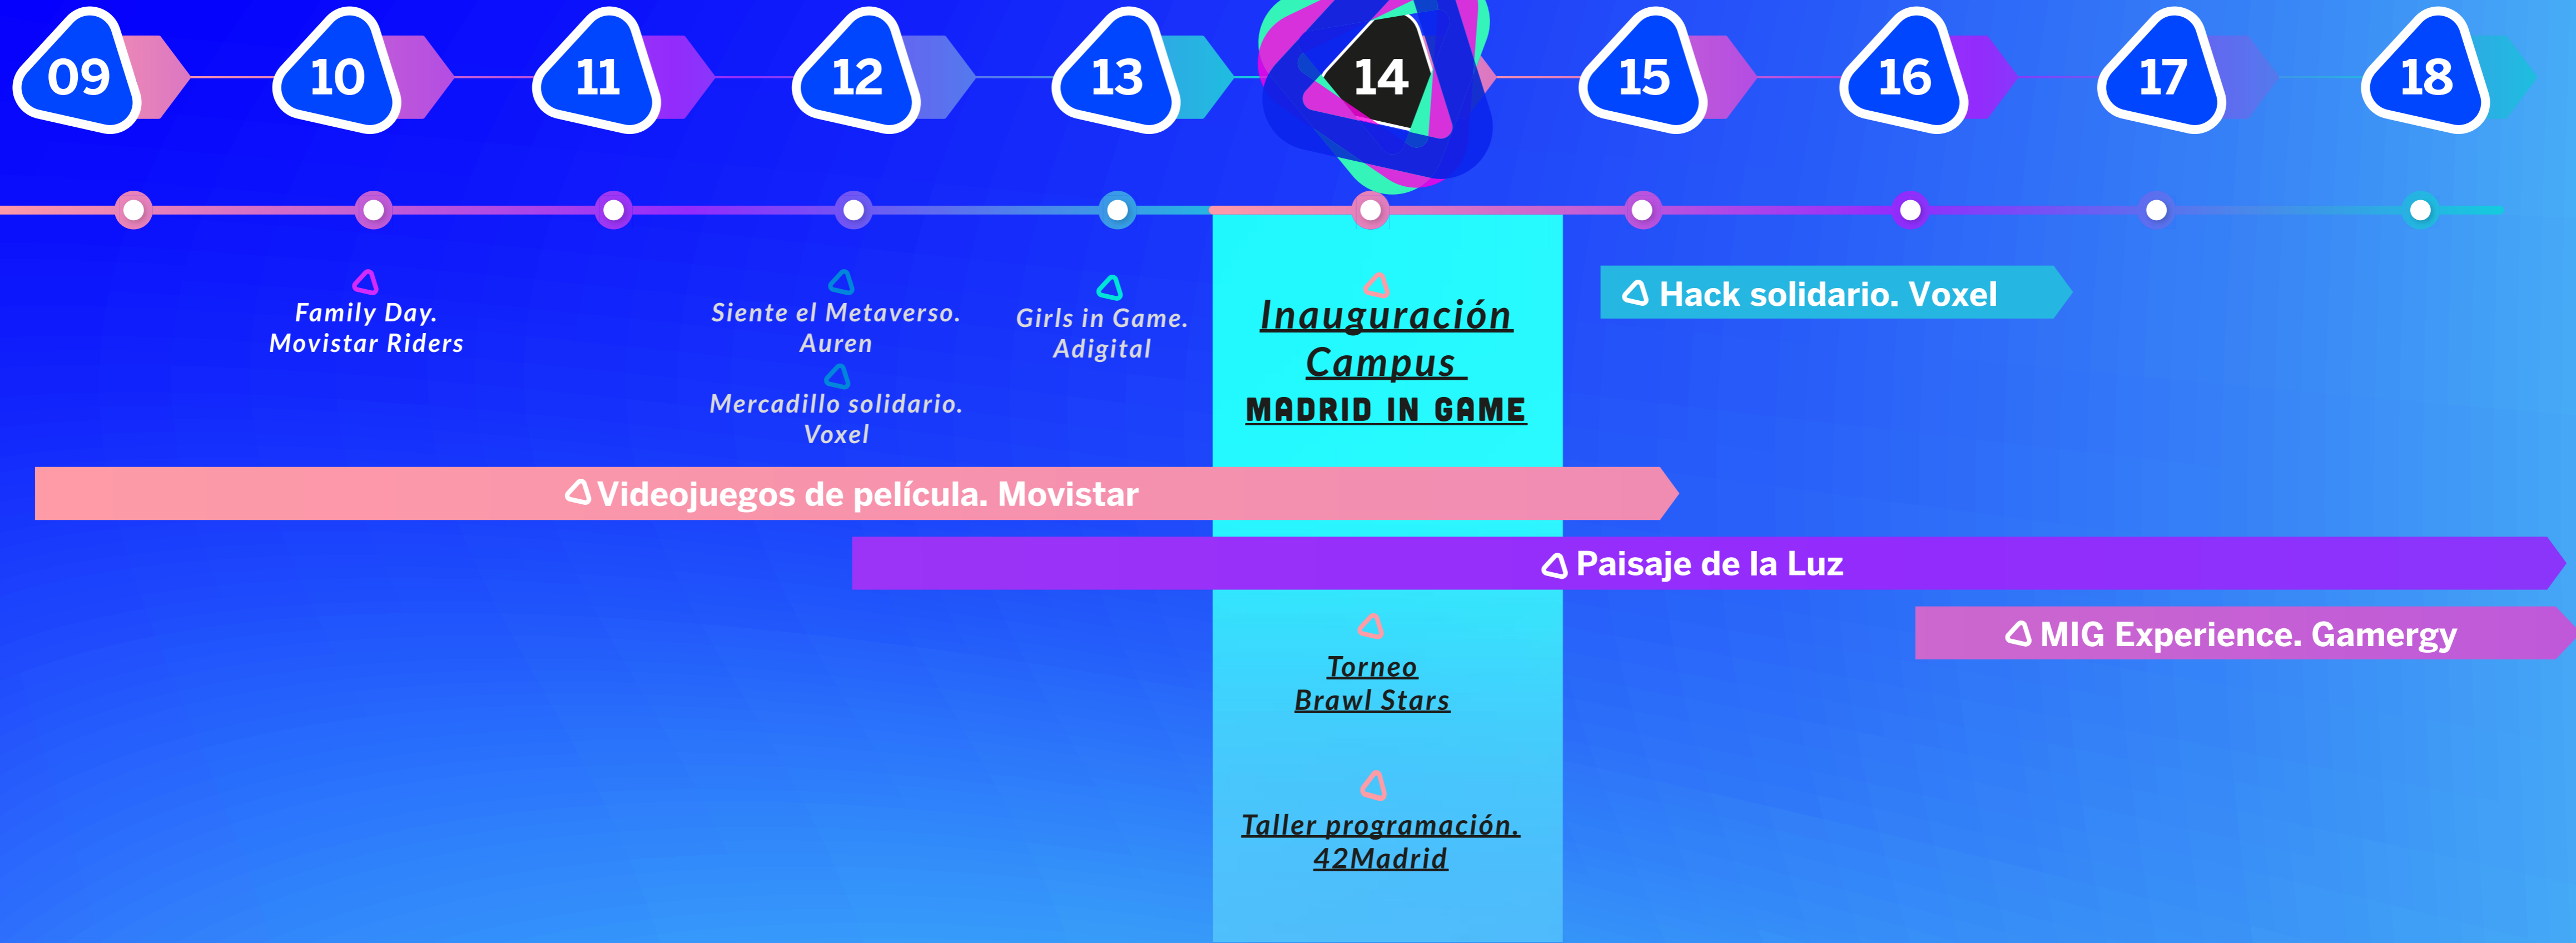 09 10 11 12 13 14 15 16 17 18
Family Day.
Movistar Riders
Siente el Metaverso.
Auren
Mercadillo solidario.
Voxel
Girls in Game.
Adigital
Inauguración
Campus
MADRID IN GAME
Hack solidario. Voxel
Videojuegos de película. Movistar
Paisaje de la Luz
MIG Experience. Gamergy
Torneo
Brawl Stars
Taller programación.
42Madrid